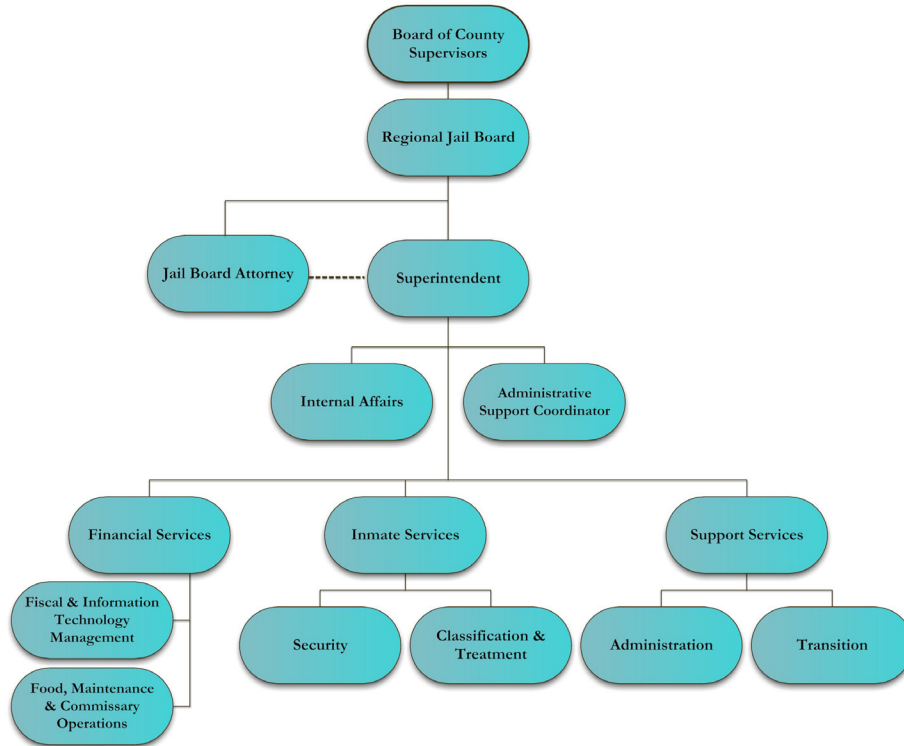 Board of County
Supervisors
Regional Jail Board
Jail Board Attorney
Superintendent
Internal Affairs
Administrative
Support Coordinator
Financial Services
Inmate Services
Support Services
Fiscal & Information
Technology
Management
Security
Classification &
Treatment
Administration
Transition
Food, Maintenance
& Commissary
Operations